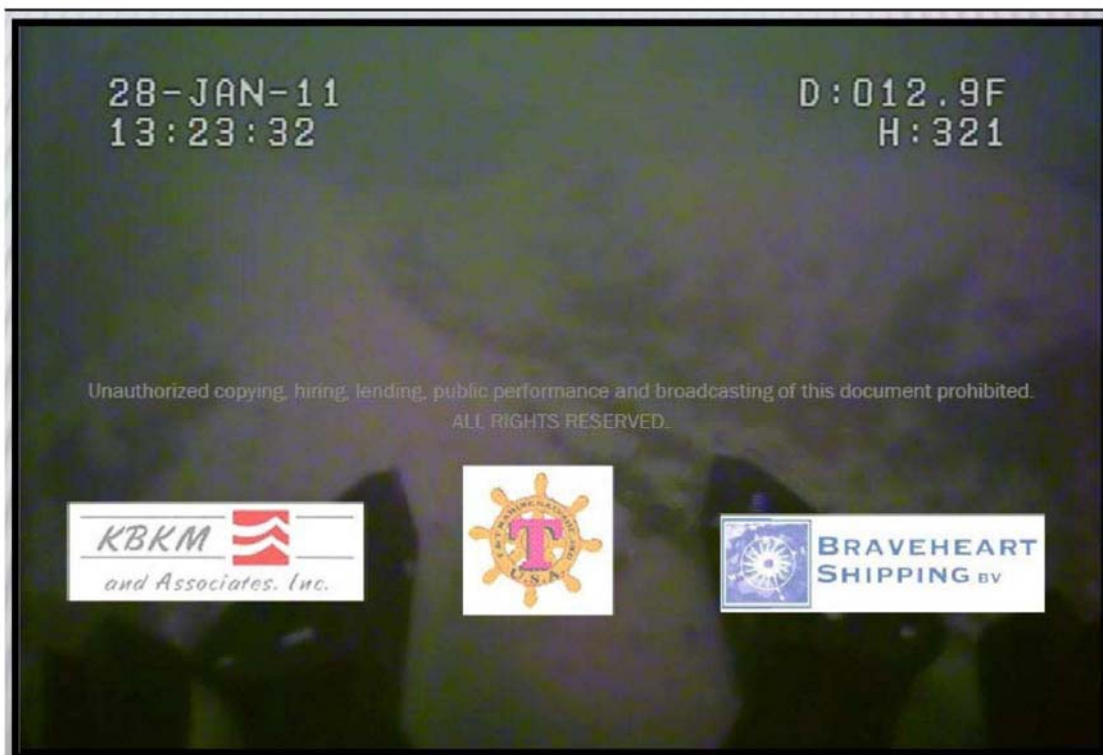 28-JAN-11
D:012.9F
13:23:32
H:321
Unauthorized copying, hiring, lending, public performance and broadcasting of this document prohibited.
ALL RIGHTS RESERVED.
KBKM
and Associates. Inc.
T
U.S.A.
BRAVEHEART
SHIPPING BV